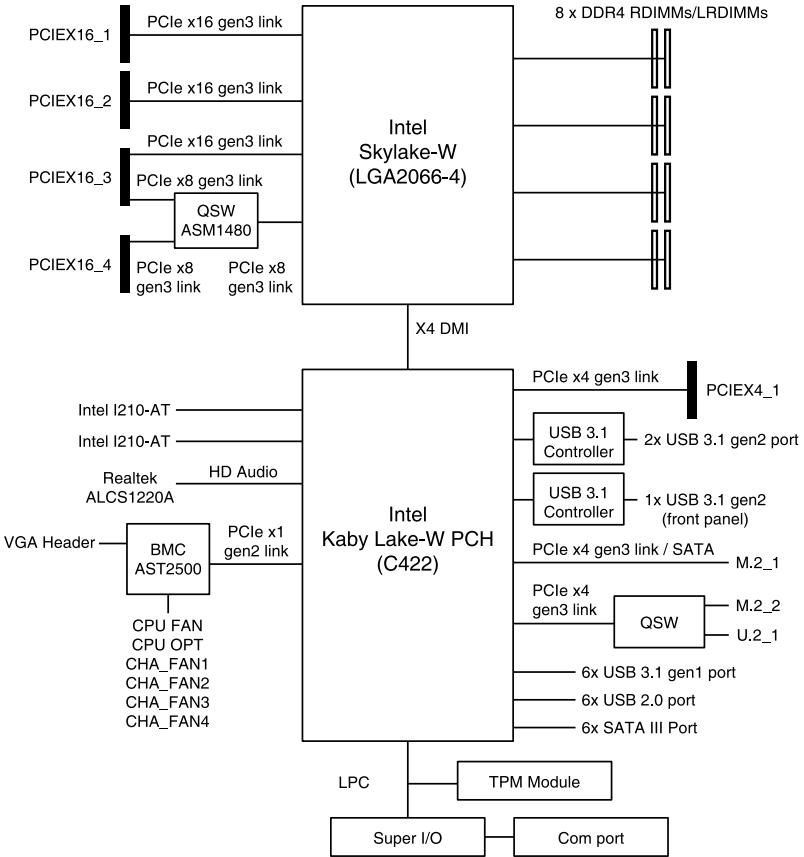 8 x DDR4 RDIMMs/LRDIMMs
PCIEX16_1
PCIe x16 gen3 link
PCIEX16_2
PCIe x16 gen3 link
PCIe x16 gen3 link
PCIEX16_3
PCIe x8 gen3 link
QSW
ASM1480
PCIEX16_4
PCIe x8
gen3 link
PCIe x8
gen3 link
Intel
Skylake-W
(LGA2066-4)
X4 DMI
PCIe x4 gen3 link
PCIEX4_1
Intel I210-AT
Intel I210-AT
USB 3.1
Controller
2x USB 3.1 gen2 port
Realtek
ALCS1220A
HD Audio
USB 3.1
Controller
1x USB 3.1 gen2
(front panel)
Intel
Kaby Lake-W PCH
(C422)
VGA Header
BMC
AST2500
PCIe x1
gen2 link
PCIe x4 gen3 link / SATA
M.2_1
PCIe x4
gen3 link
QSW
M.2_2
U.2_1
CPU FAN
CPU OPT
CHA_FAN1
CHA_FAN2
CHA_FAN3
CHA_FAN4
6x USB 3.1 gen1 port
6x USB 2.0 port
6x SATA III Port
LPC
TPM Module
Super I/O
Com port